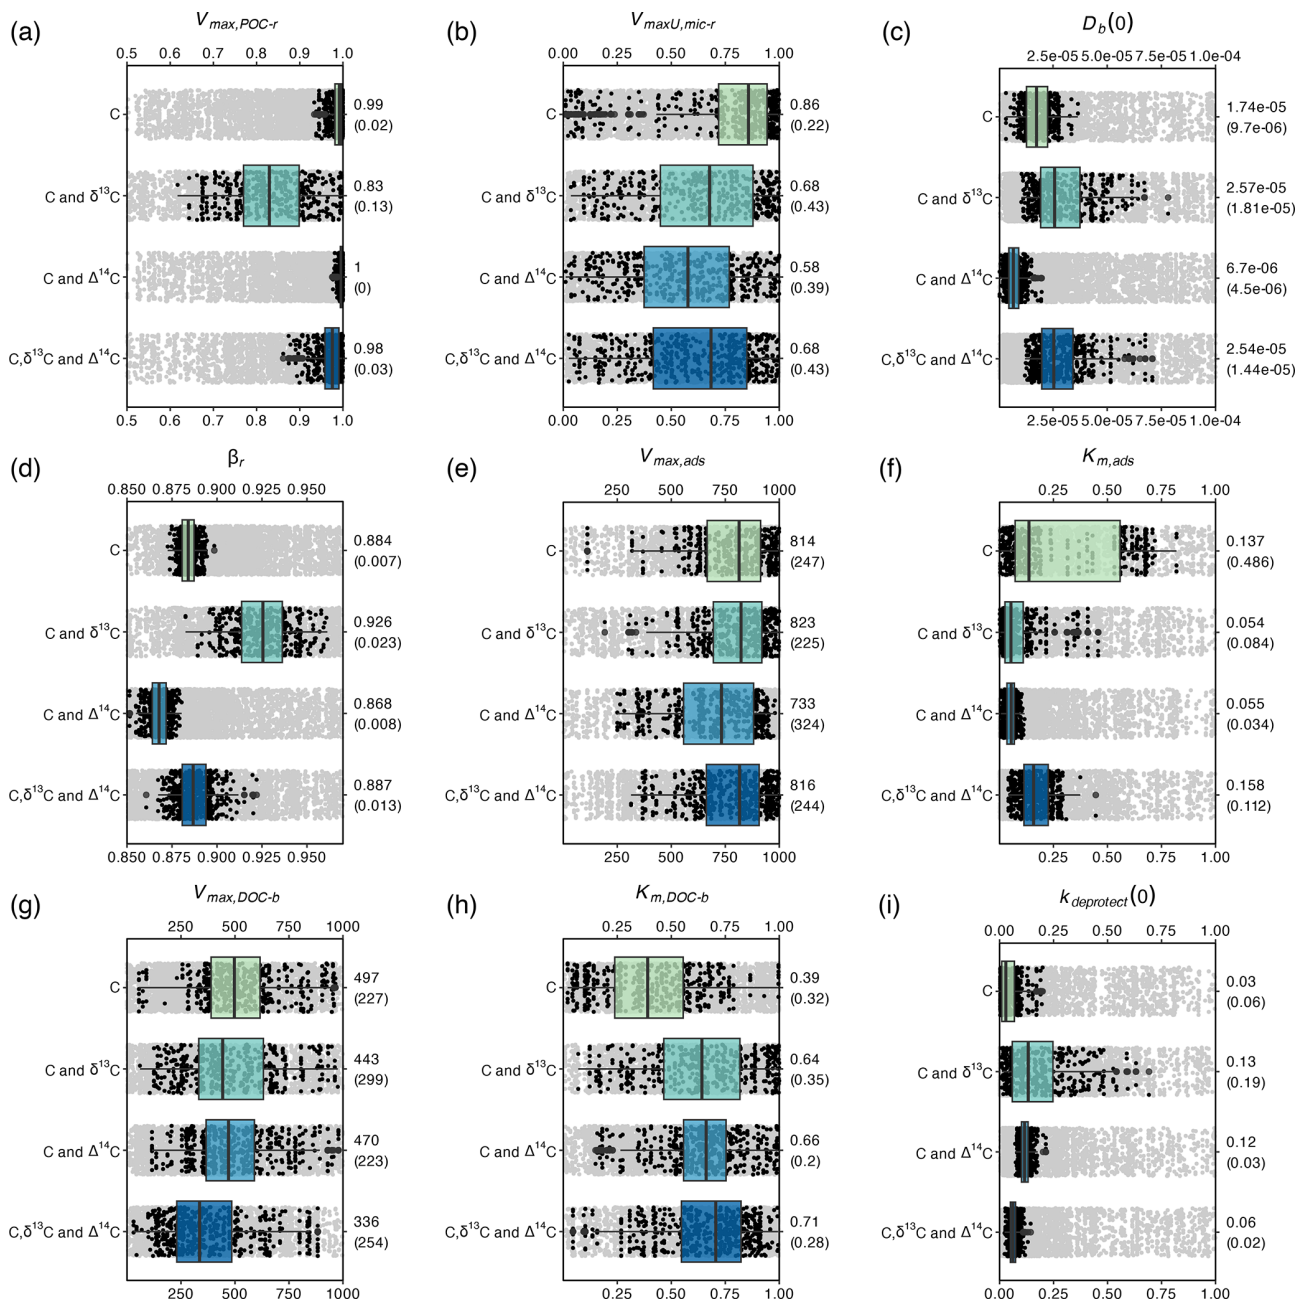 (a) V max,POC-r
0.5 0.6 0.7 0.8 0.9 1.0
C 0.99
(0.02)
C and δ¹³C 0.83
(0.13)
C and Δ¹⁴C 1
(0)
C,δ¹³C and Δ¹⁴C 0.98
(0.03)
0.5 0.6 0.7 0.8 0.9 1.0
(b) V maxU,mic-r
0.00 0.25 0.50 0.75 1.00
C 0.86
(0.22)
C and δ¹³C 0.68
(0.43)
C and Δ¹⁴C 0.58
(0.39)
C,δ¹³C and Δ¹⁴C 0.68
(0.43)
0.00 0.25 0.50 0.75 1.00
(c) D b (0)
2.5e-05 5.0e-05 7.5e-05 1.0e-04
C 1.74e-05
(9.7e-06)
C and δ¹³C 2.57e-05
(1.81e-05)
C and Δ¹⁴C 6.7e-06
(4.5e-06)
C,δ¹³C and Δ¹⁴C 2.54e-05
(1.44e-05)
2.5e-05 5.0e-05 7.5e-05 1.0e-04
(d) β r
0.850 0.875 0.900 0.925 0.950
C 0.884
(0.007)
C and δ¹³C 0.926
(0.023)
C and Δ¹⁴C 0.868
(0.008)
C,δ¹³C and Δ¹⁴C 0.887
(0.013)
0.850 0.875 0.900 0.925 0.950
(e) V max,ads
250 500 750 1000
C 814
(247)
C and δ¹³C 823
(225)
C and Δ¹⁴C 733
(324)
C,δ¹³C and Δ¹⁴C 816
(244)
250 500 750 1000
(f) K m,ads
0.25 0.50 0.75 1.00
C 0.137
(0.486)
C and δ¹³C 0.054
(0.084)
C and Δ¹⁴C 0.055
(0.034)
C,δ¹³C and Δ¹⁴C 0.158
(0.112)
0.25 0.50 0.75 1.00
(g) V max,DOC-b
250 500 750 1000
C 497
(227)
C and δ¹³C 443
(299)
C and Δ¹⁴C 470
(223)
C,δ¹³C and Δ¹⁴C 336
(254)
250 500 750 1000
(h) K m,DOC-b
0.25 0.50 0.75 1.00
C 0.39
(0.32)
C and δ¹³C 0.64
(0.35)
C and Δ¹⁴C 0.66
(0.2)
C,δ¹³C and Δ¹⁴C 0.71
(0.28)
0.25 0.50 0.75 1.00
(i) k deprotect (0)
0.00 0.25 0.50 0.75 1.00
C 0.03
(0.06)
C and δ¹³C 0.13
(0.19)
C and Δ¹⁴C 0.12
(0.03)
C,δ¹³C and Δ¹⁴C 0.06
(0.02)
0.00 0.25 0.50 0.75 1.00